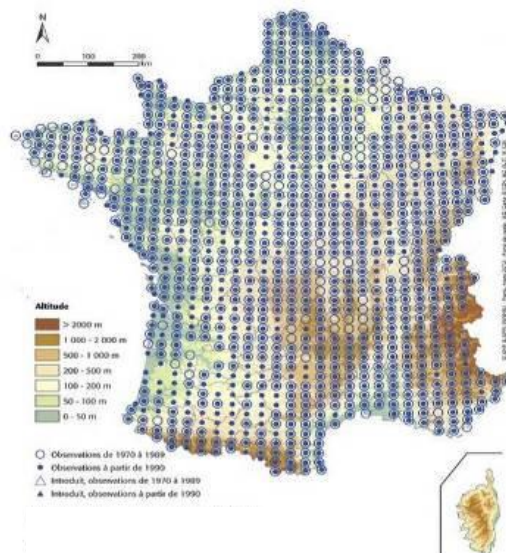 N
0 100 200
km
Altitude
> 2000 m
1 000 - 2 000 m
500 - 1 000 m
200 - 500 m
100 - 200 m
50 - 100 m
0 - 50 m
Observations de 1970 à 1989
Observations à partir de 1990
Introduit, observations de 1970 à 1989
Introduit, observations à partir de 1990